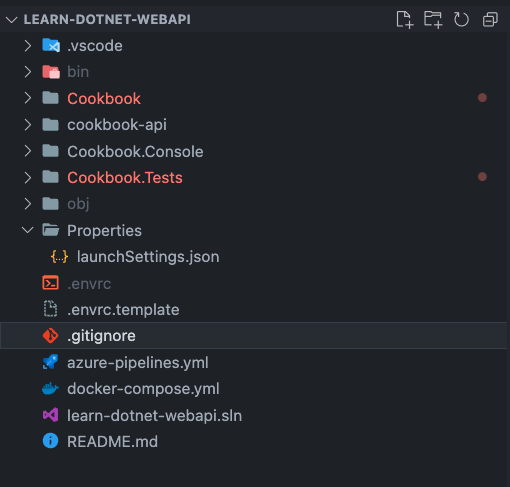 LEARN-DOTNET-WEBAPI
.vscode
bin
Cookbook
cookbook-api
Cookbook.Console
Cookbook.Tests
obj
Properties
{..} launchSettings.json
.envrc
.envrc.template
.gitignore
azure-pipelines.yml
docker-compose.yml
learn-dotnet-webapi.sln
README.md